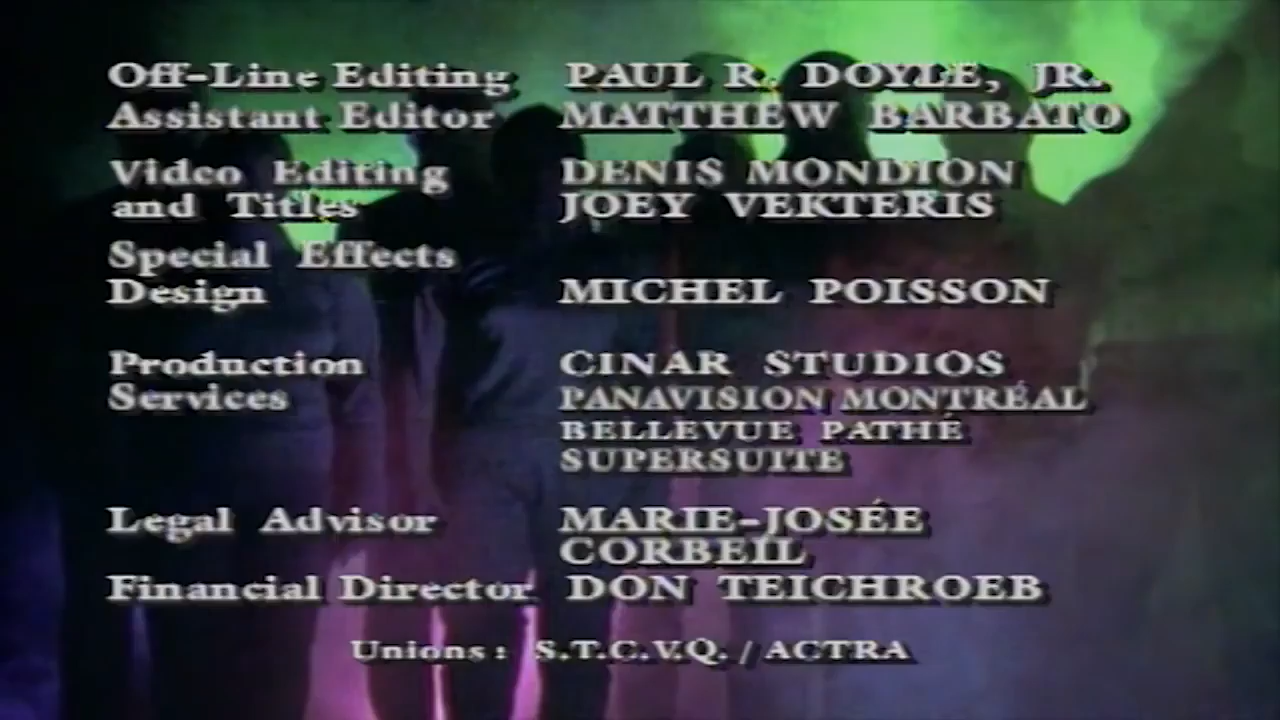 Off-Line Editing PAUL R. DOYLE, JR.
Assistant Editor MATTHEW BARBATO
Video Editing DENIS MONDION
and Titles JOEY VEKTERIS
Special Effects
Design MICHEL POISSON
Production CINAR STUDIOS
Services PANAVISION MONTRÉAL
BELLEVUE PATHÉ
SUPERSUITE
Legal Advisor MARIE-JOSÉE
CORBEIL
Financial Director DON TEICHROEB
Unions: S.T.C.V.Q. / ACTRA